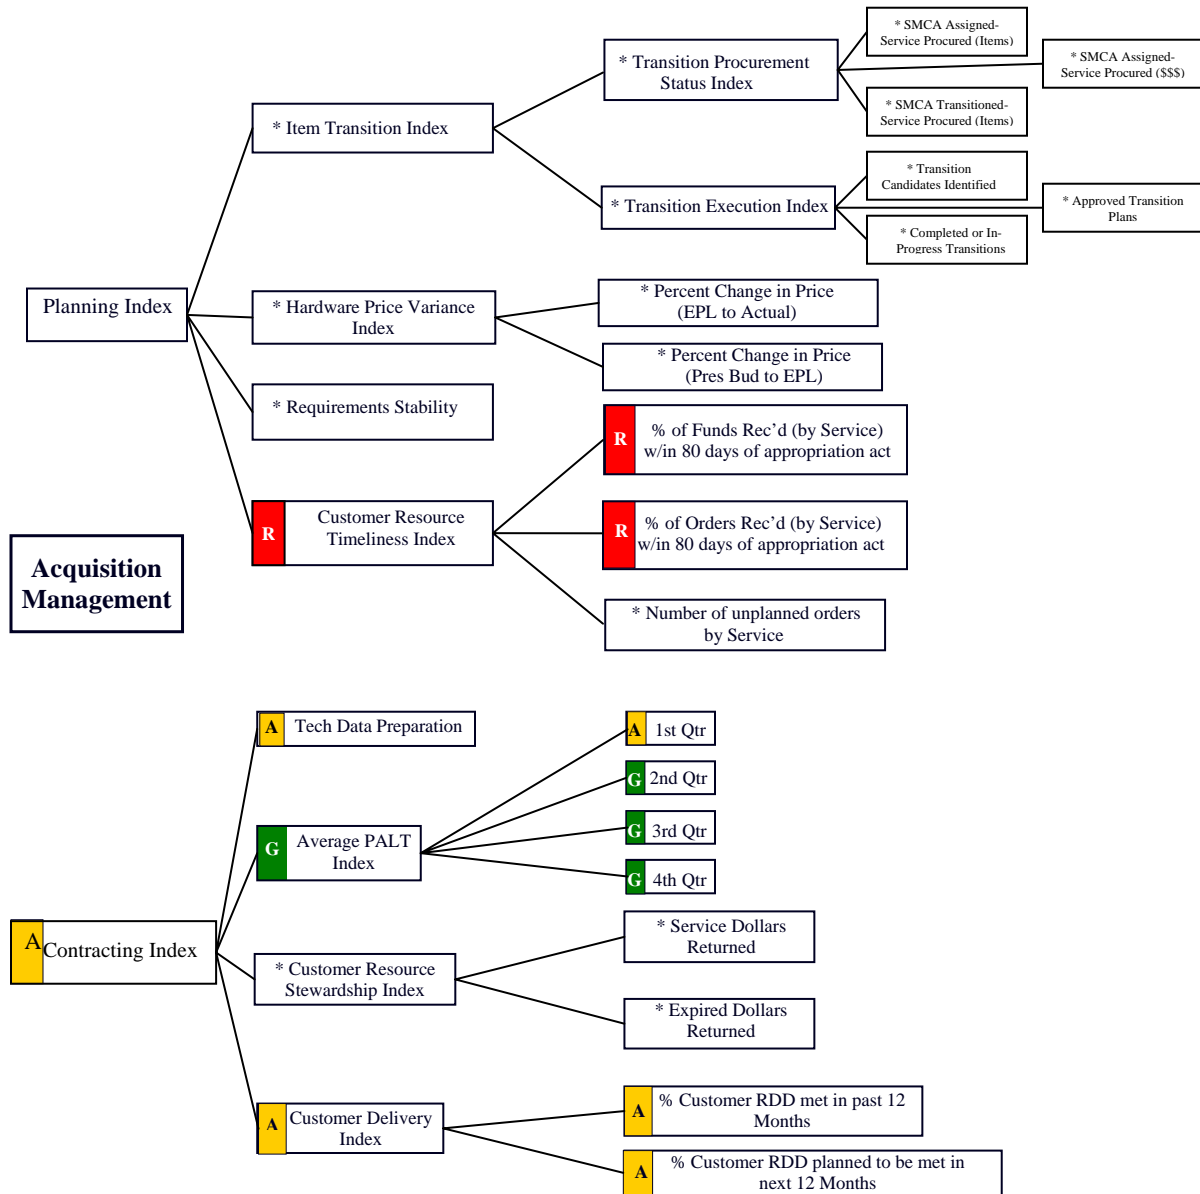 * SMCA Assigned-
Service Procured (Items)
* Transition Procurement
Status Index
* SMCA Assigned-
Service Procured ($$$)
* SMCA Transitioned-
Service Procured (Items)
* Item Transition Index
* Transition
Candidates Identified
* Transition Execution Index
* Approved Transition
Plans
* Completed or In-
Progress Transitions
Planning Index
* Hardware Price Variance
Index
* Percent Change in Price
(EPL to Actual)
* Percent Change in Price
(Pres Bud to EPL)
* Requirements Stability
R
% of Funds Rec’d (by Service)
w/in 80 days of appropriation act
R
Customer Resource
Timeliness Index
R
% of Orders Rec’d (by Service)
w/in 80 days of appropriation act
* Number of unplanned orders
by Service
Acquisition
Management
A Tech Data Preparation
A 1st Qtr
G 2nd Qtr
G 3rd Qtr
G 4th Qtr
G
Average PALT
Index
A Contracting Index
* Service Dollars
Returned
* Customer Resource
Stewardship Index
* Expired Dollars
Returned
A
Customer Delivery
Index
A
% Customer RDD met in past 12
Months
A
% Customer RDD planned to be met in
next 12 Months